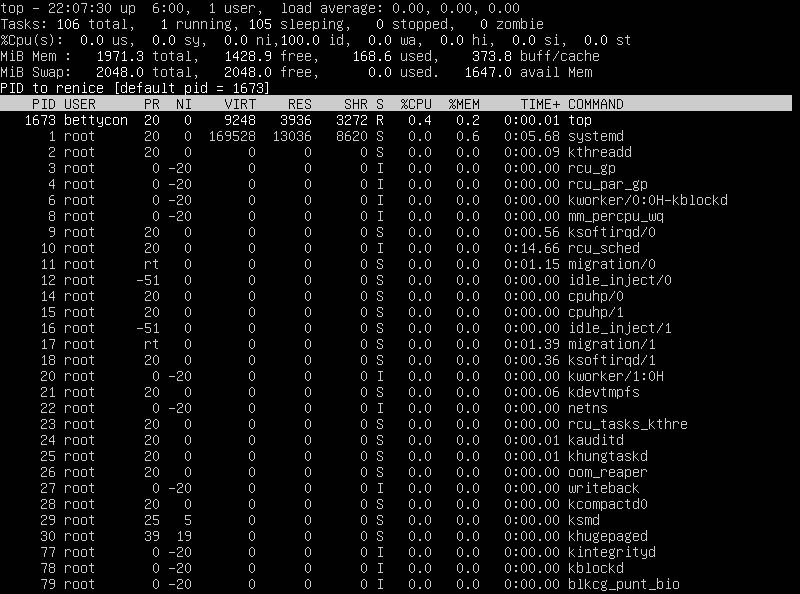 top - 22:07:30 up  6:00,  1 user,  load average: 0.00, 0.00, 0.00
Tasks: 106 total,   1 running, 105 sleeping,   0 stopped,   0 zombie
%Cpu(s):  0.0 us,  0.0 sy,  0.0 ni,100.0 id,  0.0 wa,  0.0 hi,  0.0 si,  0.0 st
MiB Mem :   1971.3 total,   1428.9 free,    168.6 used,    373.8 buff/cache
MiB Swap:   2048.0 total,   2048.0 free,      0.0 used.   1647.0 avail Mem
PID to renice [default pid = 1673]
    PID USER      PR  NI    VIRT    RES    SHR S  %CPU  %MEM     TIME+ COMMAND
   1673 bettycon  20   0    9248   3936   3272 R   0.4   0.2   0:00.01 top
      1 root      20   0  169528  13036   8620 S   0.0   0.6   0:05.68 systemd
      2 root      20   0       0      0      0 S   0.0   0.0   0:00.09 kthreadd
      3 root       0 -20       0      0      0 I   0.0   0.0   0:00.00 rcu_gp
      4 root       0 -20       0      0      0 I   0.0   0.0   0:00.00 rcu_par_gp
      6 root       0 -20       0      0      0 I   0.0   0.0   0:00.00 kworker/0:0H-kblockd
      8 root       0 -20       0      0      0 I   0.0   0.0   0:00.00 mm_percpu_wq
      9 root      20   0       0      0      0 S   0.0   0.0   0:00.56 ksoftirqd/0
     10 root      20   0       0      0      0 I   0.0   0.0   0:14.66 rcu_sched
     11 root      rt   0       0      0      0 S   0.0   0.0   0:01.15 migration/0
     12 root     -51   0       0      0      0 S   0.0   0.0   0:00.00 idle_inject/0
     14 root      20   0       0      0      0 S   0.0   0.0   0:00.00 cpuhp/0
     15 root      20   0       0      0      0 S   0.0   0.0   0:00.00 cpuhp/1
     16 root     -51   0       0      0      0 S   0.0   0.0   0:00.00 idle_inject/1
     17 root      rt   0       0      0      0 S   0.0   0.0   0:01.39 migration/1
     18 root      20   0       0      0      0 S   0.0   0.0   0:00.36 ksoftirqd/1
     20 root       0 -20       0      0      0 I   0.0   0.0   0:00.00 kworker/1:0H
     21 root      20   0       0      0      0 S   0.0   0.0   0:00.06 kdevtmpfs
     22 root       0 -20       0      0      0 I   0.0   0.0   0:00.00 netns
     23 root      20   0       0      0      0 S   0.0   0.0   0:00.00 rcu_tasks_kthre
     24 root      20   0       0      0      0 S   0.0   0.0   0:00.01 kauditd
     25 root      20   0       0      0      0 S   0.0   0.0   0:00.01 khungtaskd
     26 root      20   0       0      0      0 S   0.0   0.0   0:00.00 oom_reaper
     27 root       0 -20       0      0      0 I   0.0   0.0   0:00.00 writeback
     28 root      20   0       0      0      0 S   0.0   0.0   0:00.00 kcompactd0
     29 root      25   5       0      0      0 S   0.0   0.0   0:00.00 ksmd
     30 root      39  19       0      0      0 S   0.0   0.0   0:00.00 khugepaged
     77 root       0 -20       0      0      0 I   0.0   0.0   0:00.00 kintegrityd
     78 root       0 -20       0      0      0 I   0.0   0.0   0:00.00 kblockd
     79 root       0 -20       0      0      0 I   0.0   0.0   0:00.00 blkcg_punt_bio